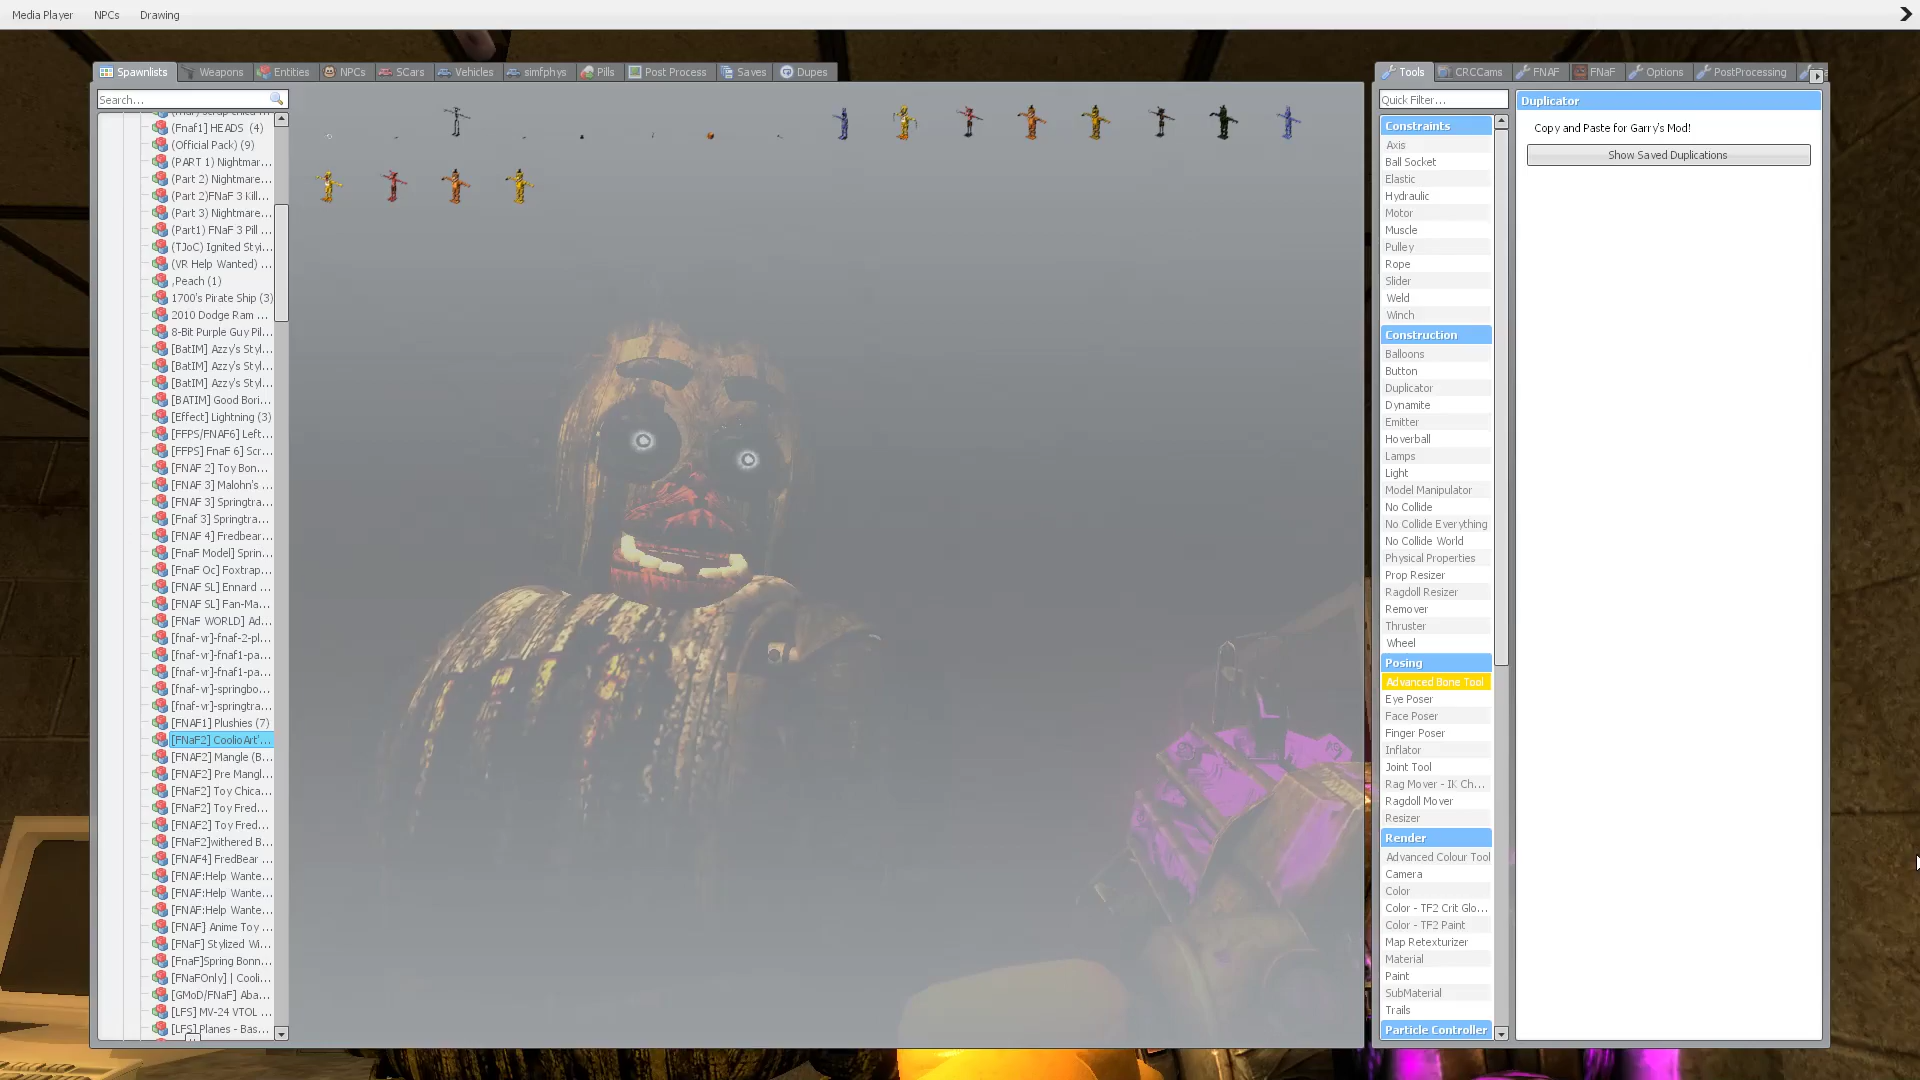 Media Player NPCs Drawing
Spawnlists Weapons Entities NPCs SCars Vehicles simfphys Pills Post Process Saves Dupes
Search...
(Fnaf1] HEADS (4)
(Official Pack) (9)
(PART 1) Nightmar...
(Part 2) Nightmare...
(Part 2)FNaF 3 Kill...
(Part 3) Nightmare...
(Part1) FNaF 3 Pill ...
(TJoC) Ignited Styi...
(VR Help Wanted) ...
,Peach (1)
1700's Pirate Ship (3)
2010 Dodge Ram ...
8-Bit Purple Guy Pil...
[BatIM] Azzy's Styl...
[BatIM] Azzy's Styl...
[BatIM] Azzy's Styl...
[BATIM] Good Bori...
[Effect] Lightning (3)
[FFPS/FNAF6] Left...
[FFPS] FnaF 6] Scr...
[FNAF 2] Toy Bon...
[FNAF 3] Malohn's ...
[FNAF 3] Springtra...
[Fnaf 3] Springtra...
[FNAF 4] Fredbear...
[FnaF Model] Sprin...
[FnaF Oc] Foxtrap...
[FNAF SL] Ennard ...
[FNAF SL] Fan-Ma...
[FNaF WORLD] Ad...
[fnaf-vr]-fnaf-2-pl...
[fnaf-vr]-fnaf1-pa...
[fnaf-vr]-fnaf1-pa...
[fnaf-vr]-springbo...
[fnaf-vr]-springtra...
[FNAF1] Plushies (7)
[FNaF2] CoolioArt'...
[FNAF2] Mangle (B...
[FNAF2] Pre Mangl...
[FNaF2] Toy Chica...
[FNaF2] Toy Fred...
[FNAF2] Toy Fred...
[FNaF2]withered B...
[FNAF4] FredBear ...
[FNAF:Help Wante...
[FNAF:Help Wante...
[FNAF:Help Wante...
[FNAF] Anime Toy ...
[FNaF] Stylized Wi...
[FnaF]Spring Bonn...
[FNaFOnly] | Cooli...
[GMoD/FNaF] Aba...
[LFS] MV-24 VTOL ...
[LFS] Planes - Bas...
Tools CRCCams FNAF FNaF Options PostProcessing
Quick Filter...
Constraints
Axis
Ball Socket
Elastic
Hydraulic
Motor
Muscle
Pulley
Rope
Slider
Weld
Winch
Construction
Balloons
Button
Duplicator
Dynamite
Emitter
Hoverball
Lamps
Light
Model Manipulator
No Collide
No Collide Everything
No Collide World
Physical Properties
Prop Resizer
Ragdoll Resizer
Remover
Thruster
Wheel
Posing
Advanced Bone Tool
Eye Poser
Face Poser
Finger Poser
Inflator
Joint Tool
Rag Mover - IK Ch...
Ragdoll Mover
Resizer
Render
Advanced Colour Tool
Camera
Color
Color - TF2 Crit Glo...
Color - TF2 Paint
Map Retexturizer
Material
Paint
SubMaterial
Trails
Particle Controller
Duplicator
Copy and Paste for Garry's Mod!
Show Saved Duplications